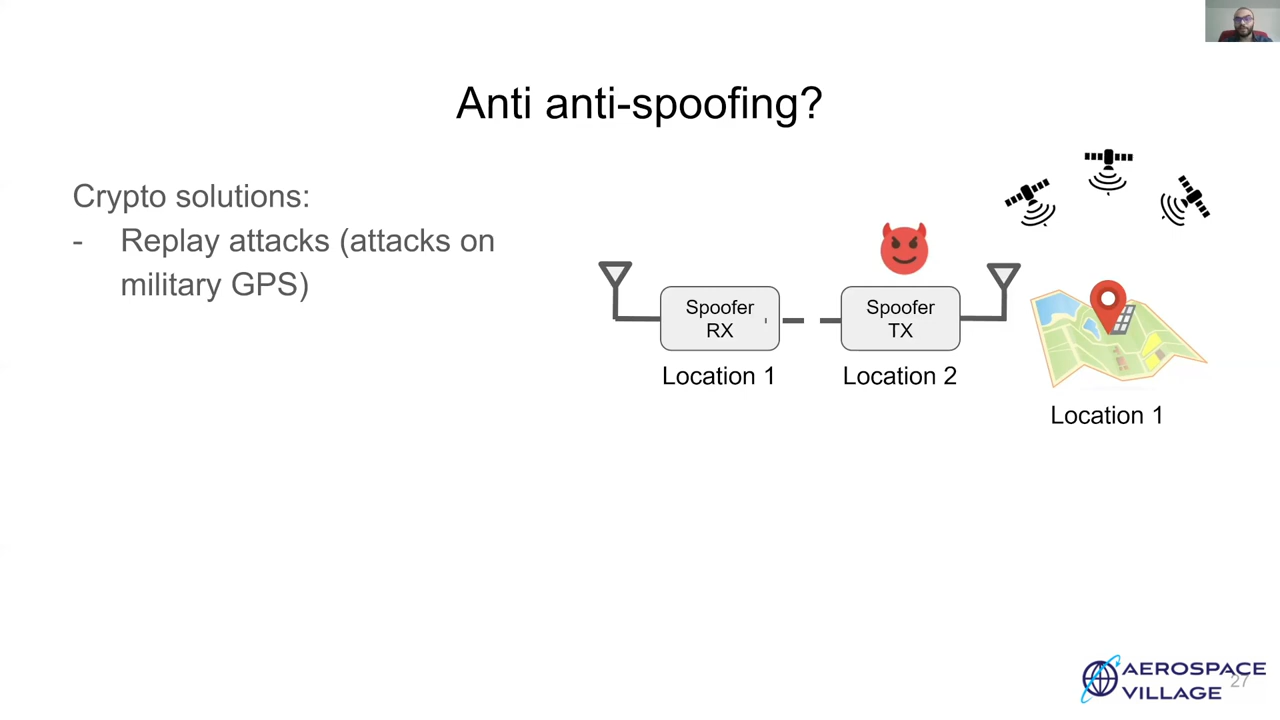 Anti anti-spoofing?
Crypto solutions:
- Replay attacks (attacks on
military GPS)
Spoofer
RX
Spoofer
TX
Location 1
Location 2
Location 1
AEROSPACE
VILLAGE
27